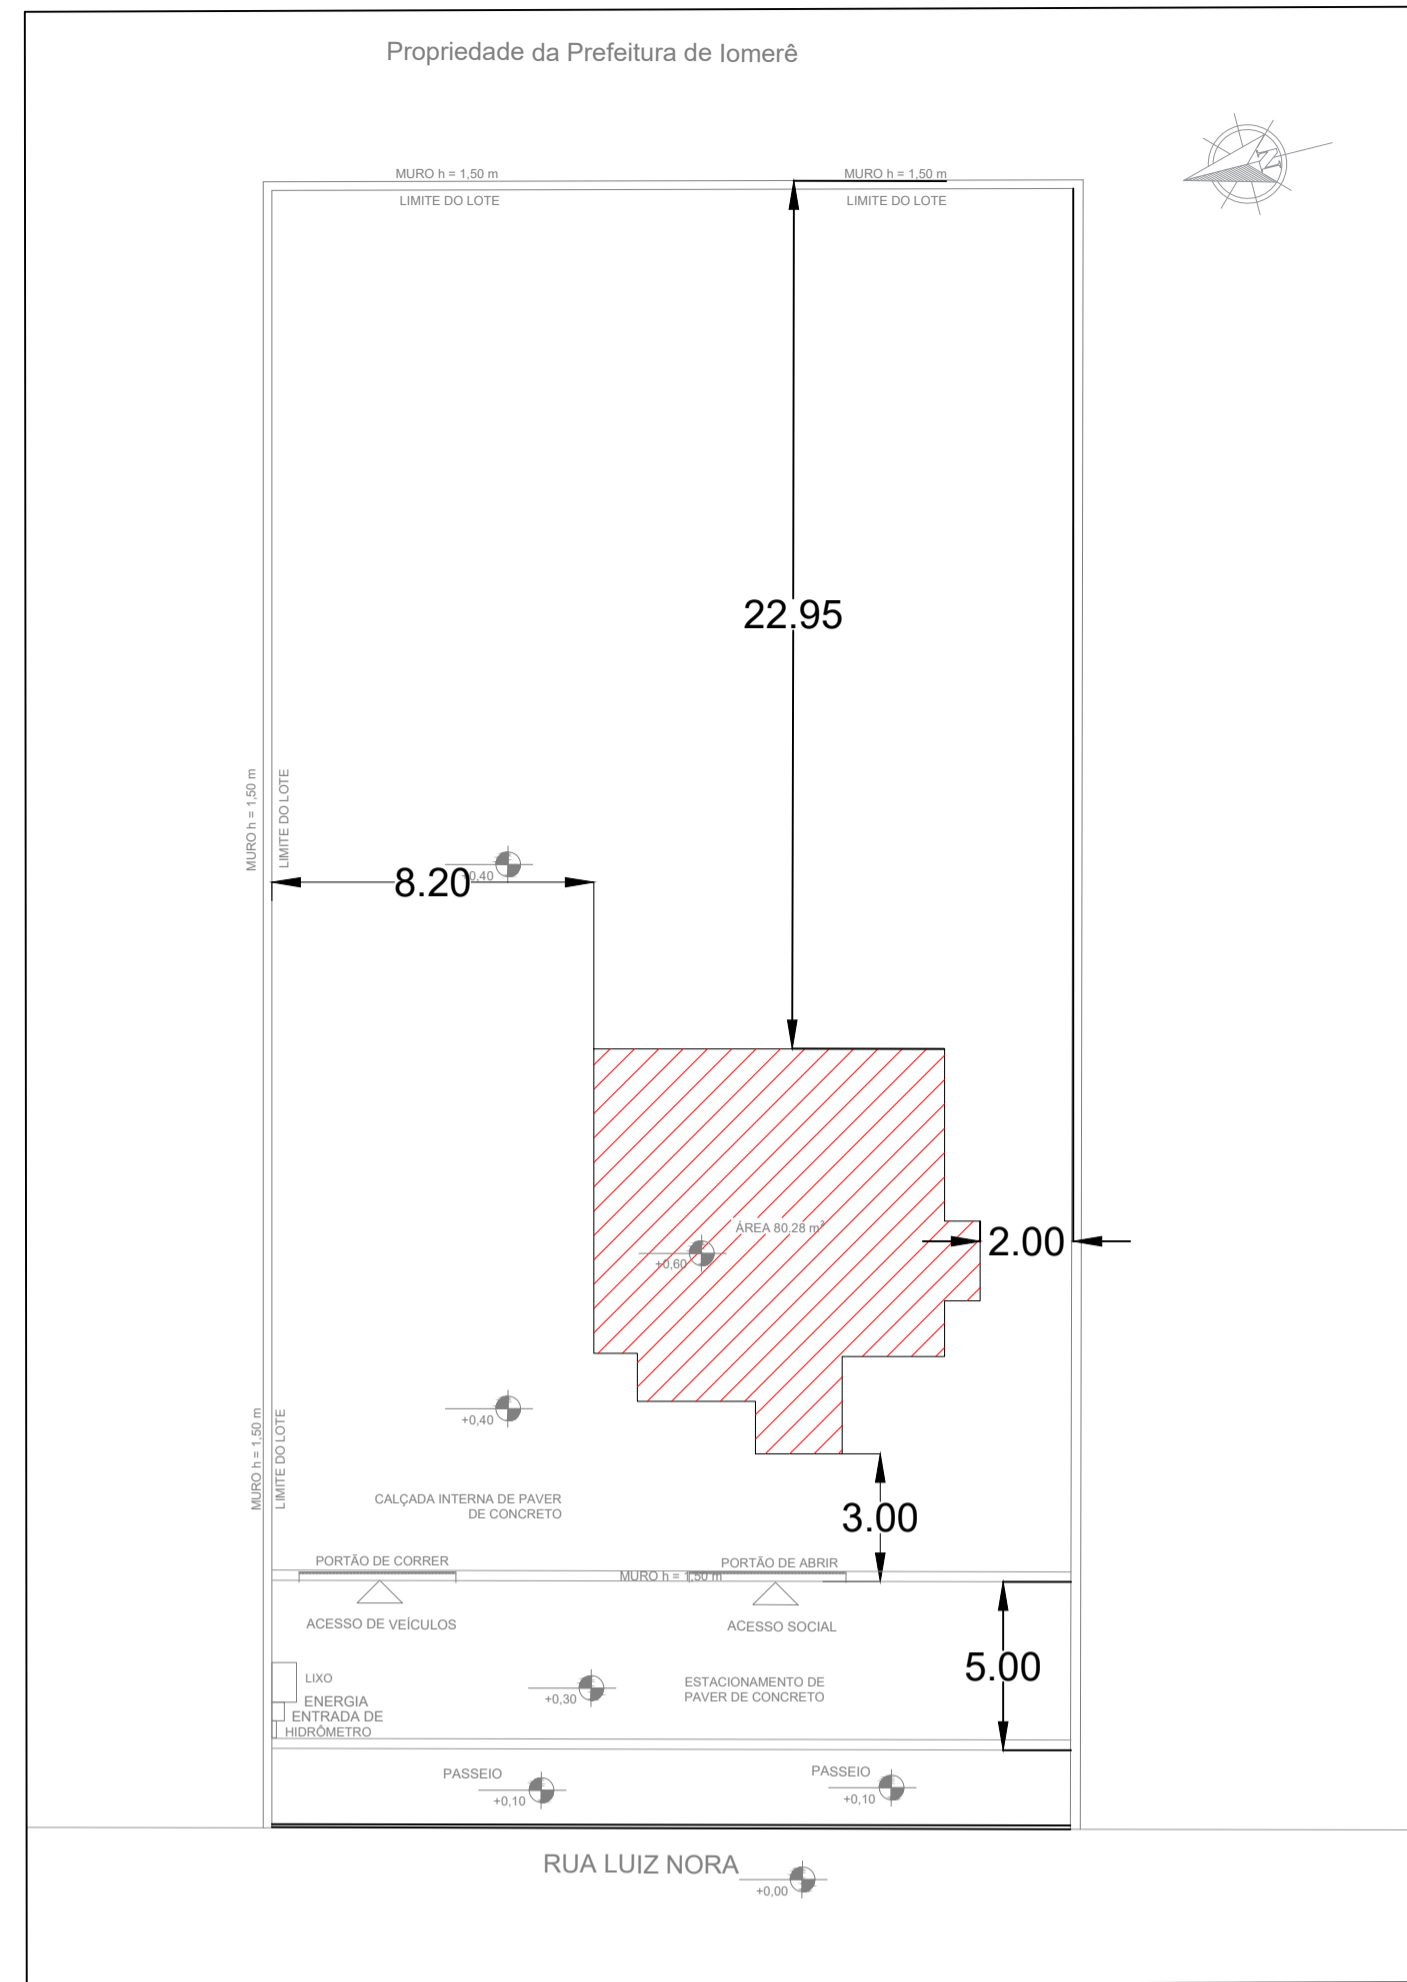 Propriedade da Prefeitura de Iomerê
N
MURO h = 1,50 m
MURO h = 1,50 m
LIMITE DO LOTE
LIMITE DO LOTE
22.95
MURO h = 1,50 m
LIMITE DO LOTE
8.20
+0,40
ÁREA 80.28 m²
+0,60
2.00
MURO h = 1,50 m
LIMITE DO LOTE
+0,40
CALÇADA INTERNA DE PAVER
DE CONCRETO
3.00
PORTÃO DE CORRER
PORTÃO DE ABRIR
MURO h = 1,50 m
ACESSO DE VEÍCULOS
ACESSO SOCIAL
5.00
LIXO
ENERGIA
ENTRADA DE
HIDRÔMETRO
+0,30
ESTACIONAMENTO DE
PAVER DE CONCRETO
PASSEIO
+0,10
PASSEIO
+0,10
RUA LUIZ NORA
+0,00